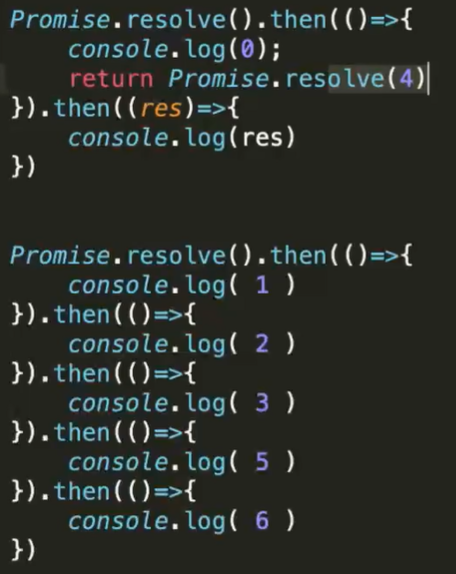 Promise.resolve().then(()=>{
    console.log(0);
    return Promise.resolve(4)
}).then((res)=>{
    console.log(res)
})
Promise.resolve().then(()=>{
    console.log( 1 )
}).then(()=>{
    console.log( 2 )
}).then(()=>{
    console.log( 3 )
}).then(()=>{
    console.log( 5 )
}).then(()=>{
    console.log( 6 )
})